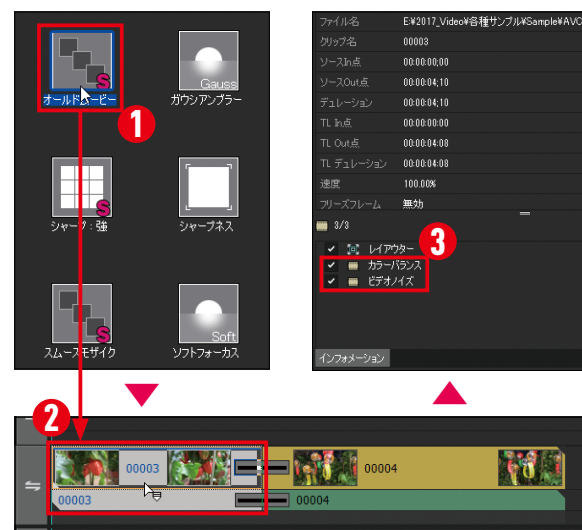 オールドムービー
Gauss
ガウシアンブラー
1
S
シャープ：強
シャープネス
S
スムースモザイク
Soft
ソフトフォーカス
ファイル名 E:¥2017_Video¥各種サンプル¥Sample¥AVC
クリップ名 00003
ソースIn点 00:00:00;00
ソースOut点 00:00:04;10
デュレーション 00:00:04;10
TL In点 00:00:00:00
TL Out点 00:00:04:08
TL デュレーション 00:00:04:08
速度 100.00%
フリーズフレーム 無効
3/3
3
レイアウター
カラーバランス
ビデオノイズ
インフォメーション
2
00003
00004
00003
00004